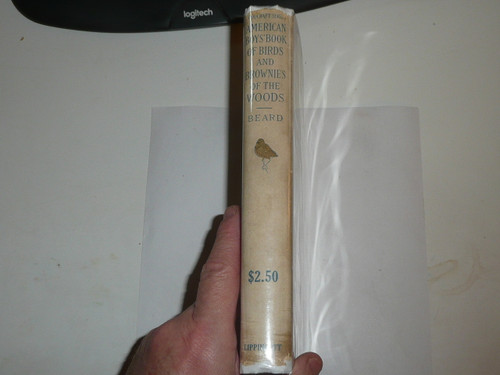 logitech
AMERICAN
BOYS' BOOK
OF BIRDS
AND
BROWNIES
OF THE
WOODS
BEARD
$2.50
LIPPINCOTT